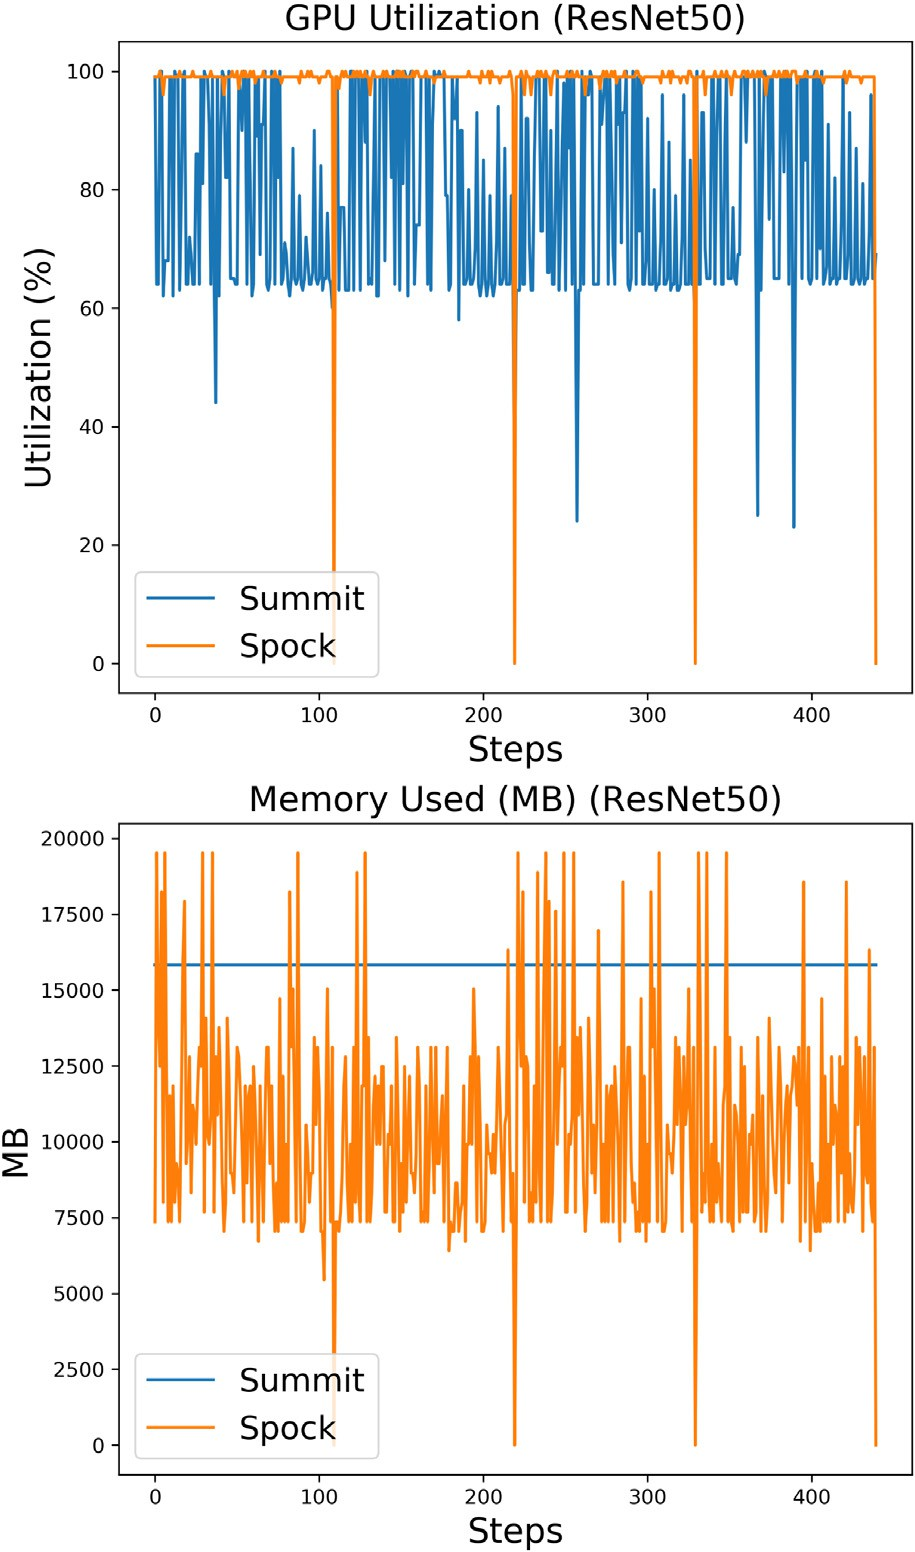 GPU Utilization (ResNet50)
100
80
60
40
20
0
Utilization (%)
Summit
Spock
0 100 200 300 400
Steps
Memory Used (MB) (ResNet50)
20000
17500
15000
12500
10000
7500
5000
2500
0
MB
Summit
Spock
0 100 200 300 400
Steps